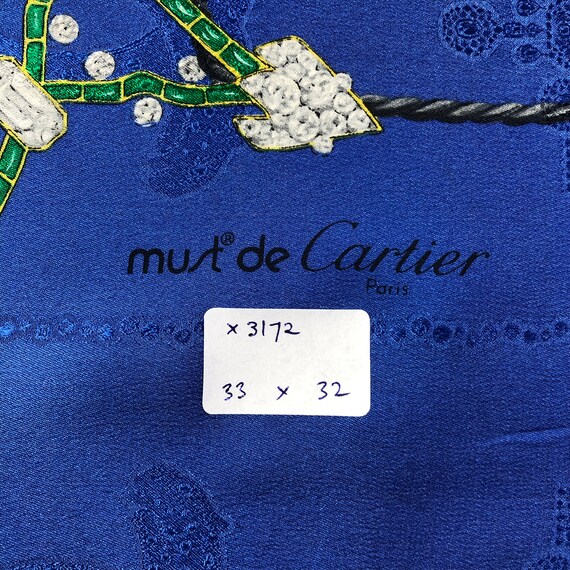 must® de Cartier
Paris
x 3172
33 x 32